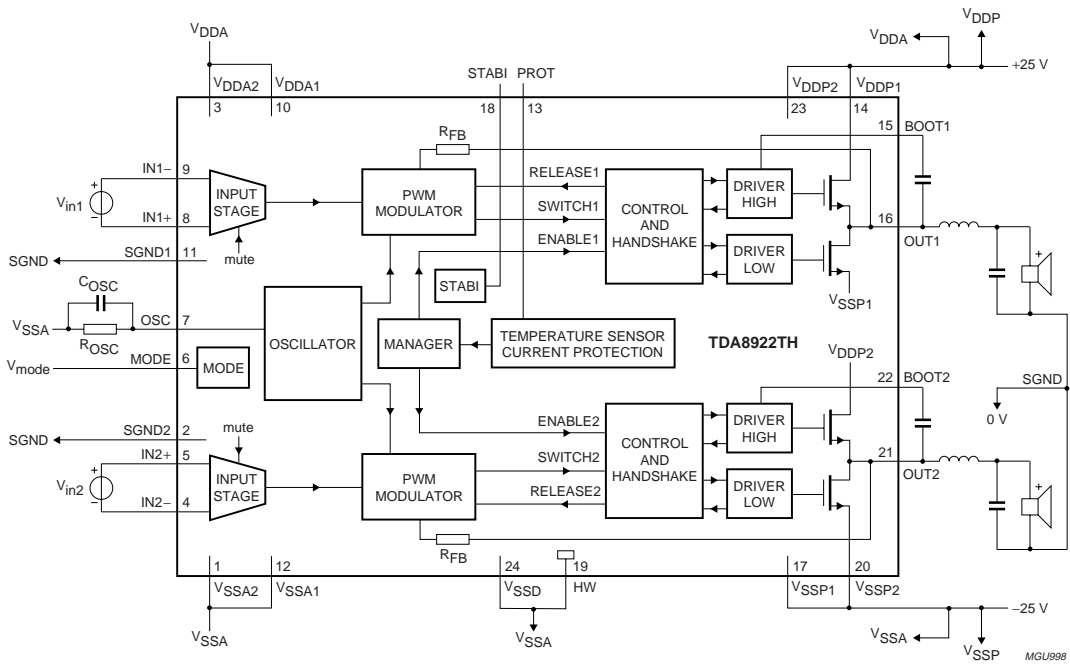 VDDA
VDDP
VDDA
STABI PROT
+25 V
VDDA2 VDDA1
VDDP2 VDDP1
3 10 18 13 23 14
15 BOOT1
RFB
IN1− 9
RELEASE1
DRIVER HIGH
INPUT STAGE
PWM MODULATOR
CONTROL AND HANDSHAKE
+
Vin1
−
SWITCH1
16
OUT1
IN1+ 8
ENABLE1
DRIVER LOW
+
SGND SGND1 11
mute
STABI
VSSP1
COSC
VSSA OSC 7
ROSC
OSCILLATOR
MANAGER
TEMPERATURE SENSOR CURRENT PROTECTION
TDA8922TH
VDDP2
Vmode MODE 6
MODE
22 BOOT2
SGND
0 V
DRIVER HIGH
SGND SGND2 2
mute
ENABLE2
CONTROL AND HANDSHAKE
IN2+ 5
+
Vin2
−
INPUT STAGE
PWM MODULATOR
SWITCH2
21
OUT2
IN2− 4
RELEASE2
DRIVER LOW
+
RFB
1 12 24 19 17 20
VSSA2 VSSA1 VSSD HW VSSP1 VSSP2
−25 V
VSSA
VSSA
VSSA
VSSP
MGU998